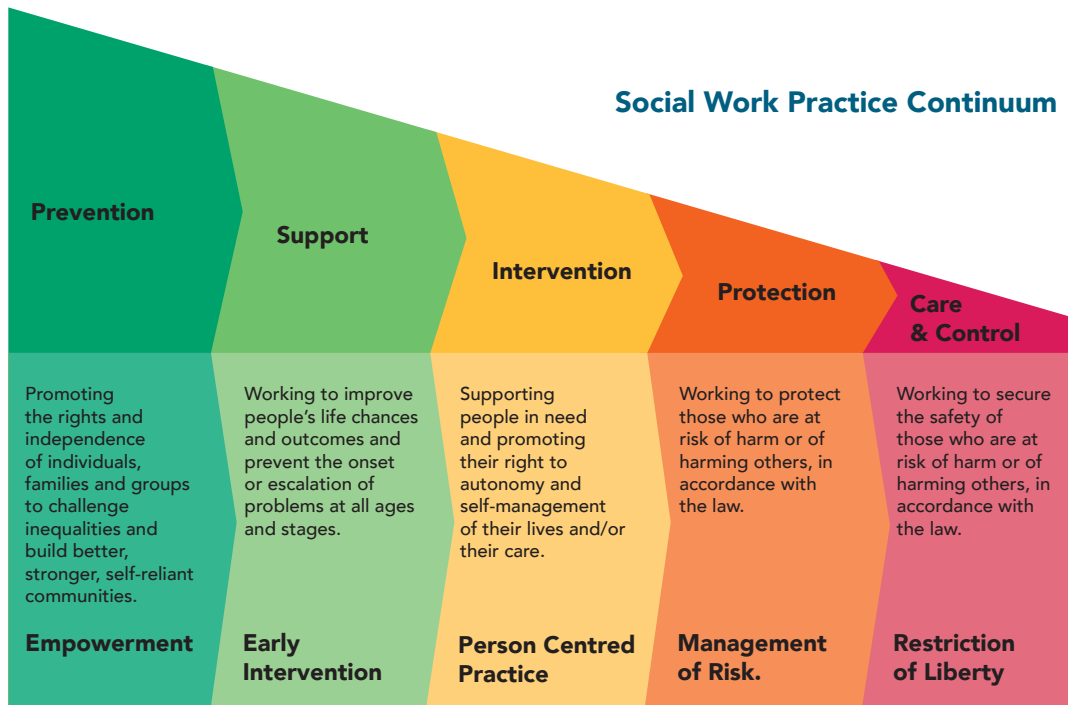 Social Work Practice Continuum
Prevention
Support
Intervention
Protection
Care
& Control
Promoting
the rights and
independence
of individuals,
families and groups
to challenge
inequalities and
build better,
stronger, self-reliant
communities.
Empowerment
Working to improve
people’s life chances
and outcomes and
prevent the onset
or escalation of
problems at all ages
and stages.
Early
Intervention
Supporting
people in need
and promoting
their right to
autonomy and
self-management
of their lives and/or
their care.
Person Centred
Practice
Working to protect
those who are at
risk of harm or of
harming others, in
accordance with
the law.
Management
of Risk.
Working to secure
the safety of
those who are at
risk of harm or of
harming others, in
accordance with
the law.
Restriction
of Liberty